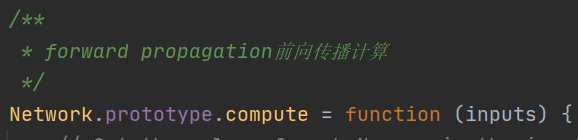 /**
* forward propagation前向传播计算
*/
Network.prototype.compute = function (inputs) {